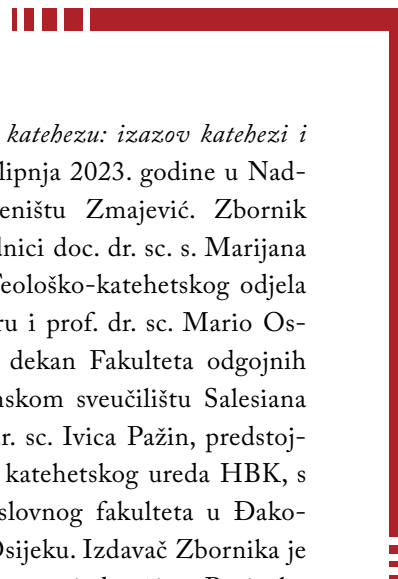 katehezu: izazov katehezi i
lipnja 2023. godine u Nad-
eništu Zmajević. Zbornik
dnici doc. dr. sc. s. Marijana
Teološko-katehetskog odjela
ru i prof. dr. sc. Mario Os-
dekan Fakulteta odgojnih
nskom sveučilištu Salesiana
r. sc. Ivica Pažin, predstoj-
katehetskog ureda HBK, s
slovnog fakulteta u Đako-
Osijeku. Izdavač Zbornika je